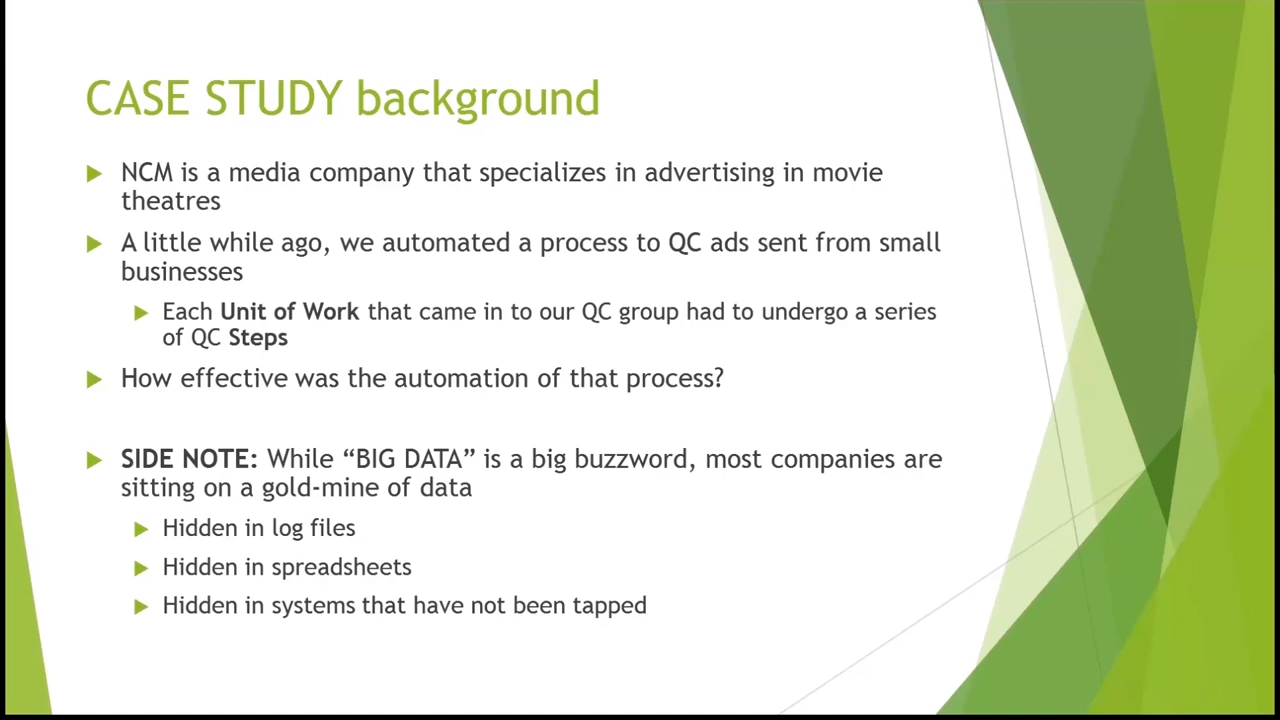 CASE STUDY background
NCM is a media company that specializes in advertising in movie
theatres
A little while ago, we automated a process to QC ads sent from small
businesses
Each Unit of Work that came in to our QC group had to undergo a series
of QC Steps
How effective was the automation of that process?
SIDE NOTE: While “BIG DATA” is a big buzzword, most companies are
sitting on a gold-mine of data
Hidden in log files
Hidden in spreadsheets
Hidden in systems that have not been tapped